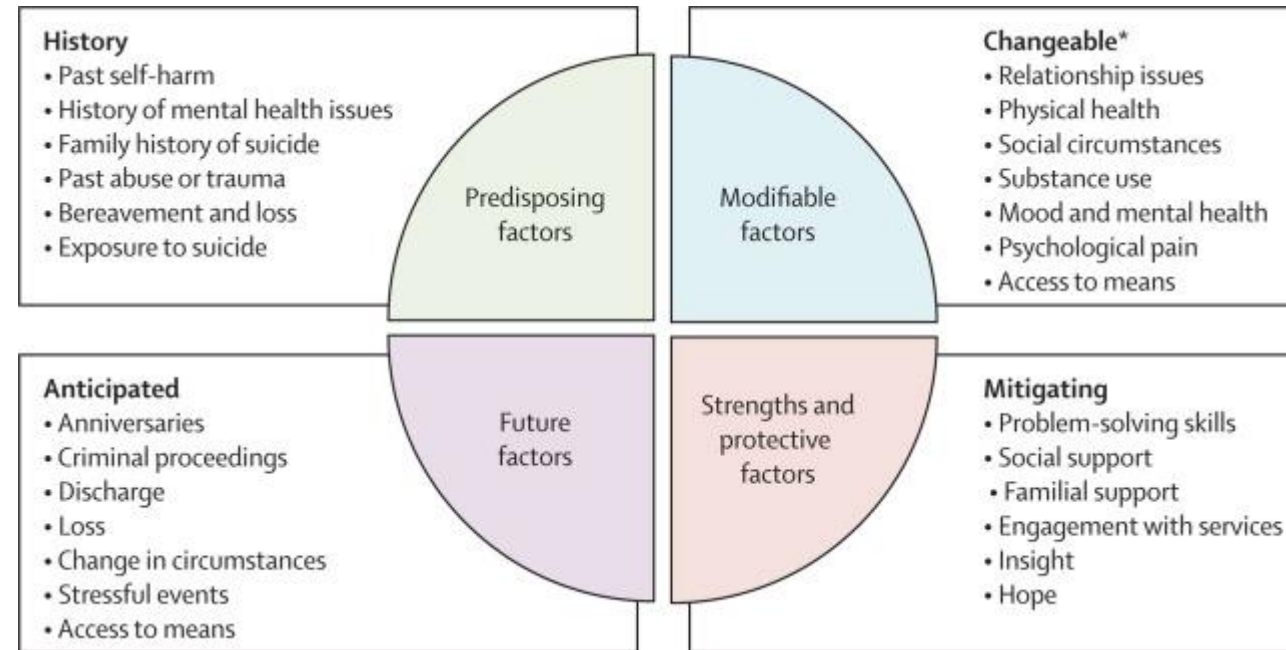 History
• Past self-harm
• History of mental health issues
• Family history of suicide
• Past abuse or trauma
• Bereavement and loss
• Exposure to suicide
Predisposing
factors
Modifiable
factors
Changeable*
• Relationship issues
• Physical health
• Social circumstances
• Substance use
• Mood and mental health
• Psychological pain
• Access to means
Anticipated
• Anniversaries
• Criminal proceedings
• Discharge
• Loss
• Change in circumstances
• Stressful events
• Access to means
Future
factors
Strengths and
protective
factors
Mitigating
• Problem-solving skills
• Social support
• Familial support
• Engagement with services
• Insight
• Hope